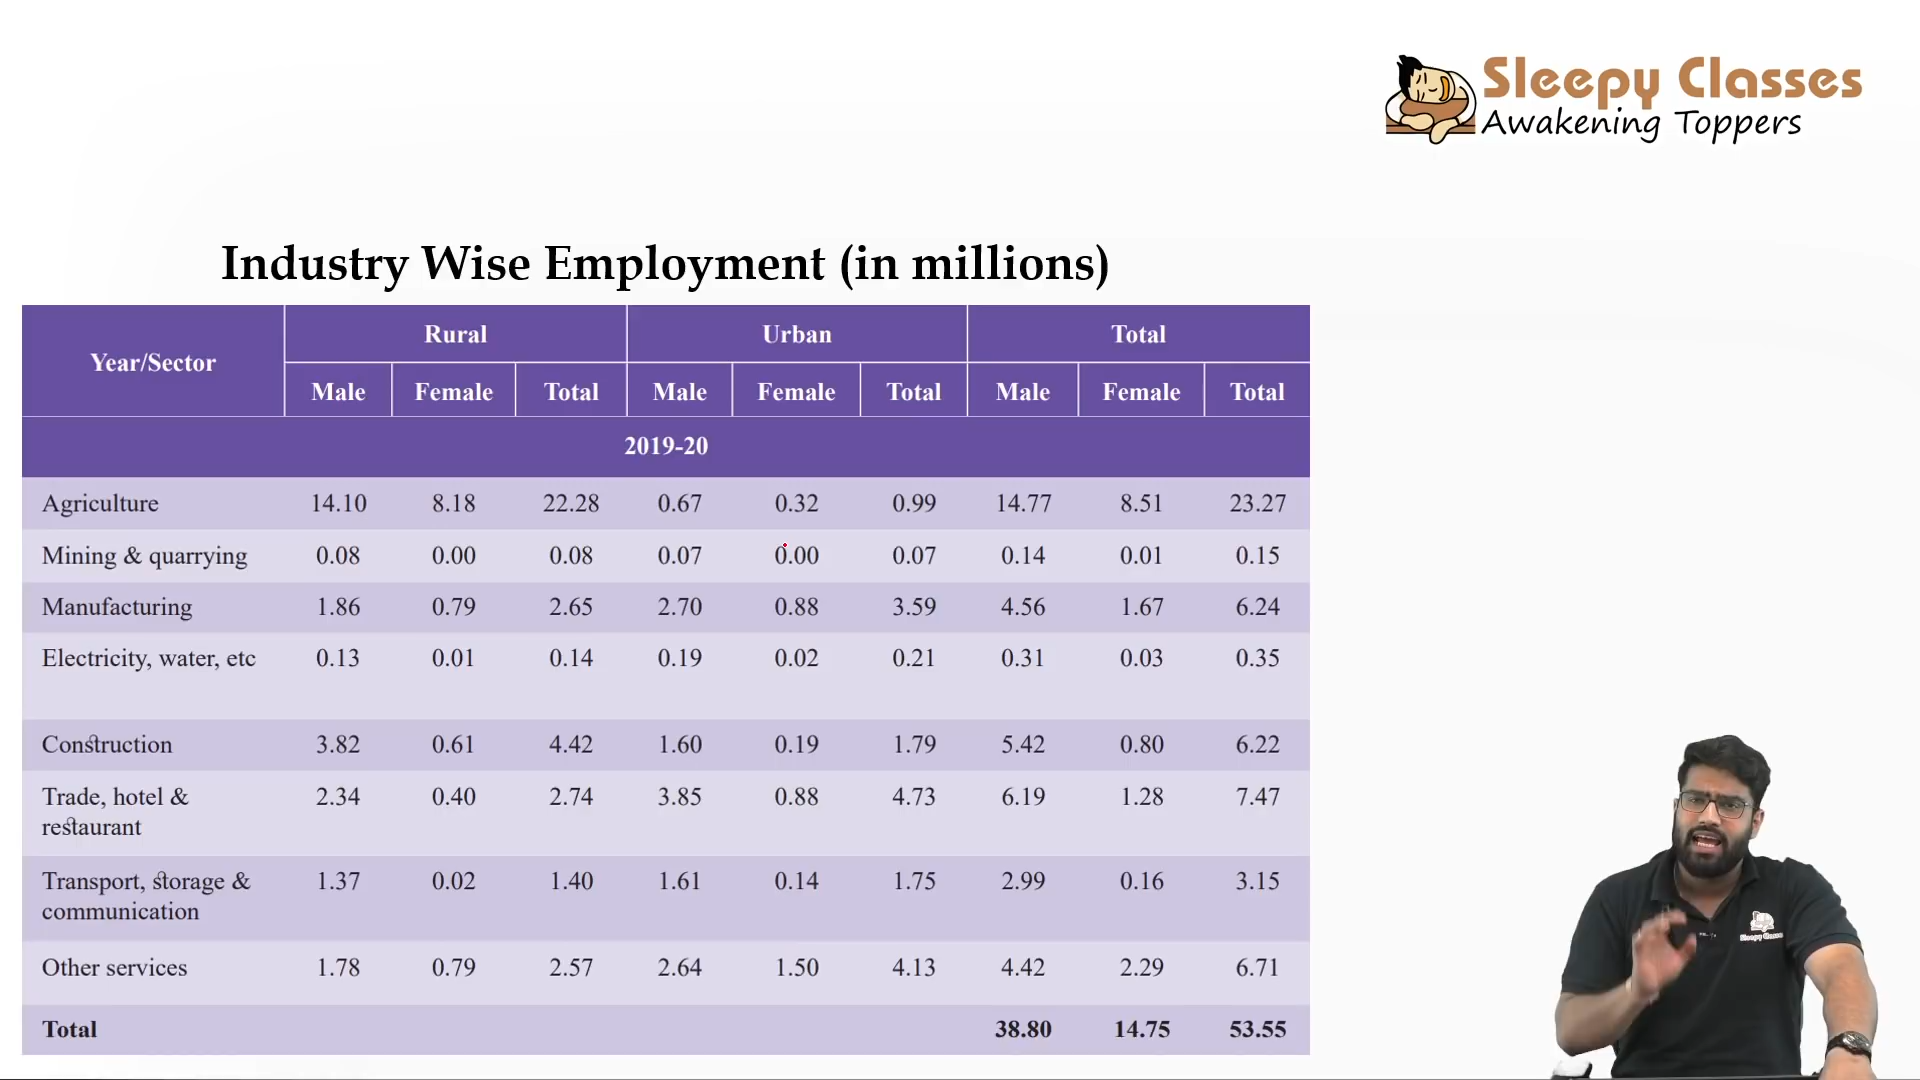 Sleepy Classes
Awakening Toppers
Industry Wise Employment (in millions)
Year/Sector Rural Urban Total
Male Female Total Male Female Total Male Female Total
2019-20
Agriculture 14.10 8.18 22.28 0.67 0.32 0.99 14.77 8.51 23.27
Mining & quarrying 0.08 0.00 0.08 0.07 0.00 0.07 0.14 0.01 0.15
Manufacturing 1.86 0.79 2.65 2.70 0.88 3.59 4.56 1.67 6.24
Electricity, water, etc 0.13 0.01 0.14 0.19 0.02 0.21 0.31 0.03 0.35
Construction 3.82 0.61 4.42 1.60 0.19 1.79 5.42 0.80 6.22
Trade, hotel & 2.34 0.40 2.74 3.85 0.88 4.73 6.19 1.28 7.47
restaurant
Transport, storage & 1.37 0.02 1.40 1.61 0.14 1.75 2.99 0.16 3.15
communication
Other services 1.78 0.79 2.57 2.64 1.50 4.13 4.42 2.29 6.71
Total 38.80 14.75 53.55
Sleepy Classes